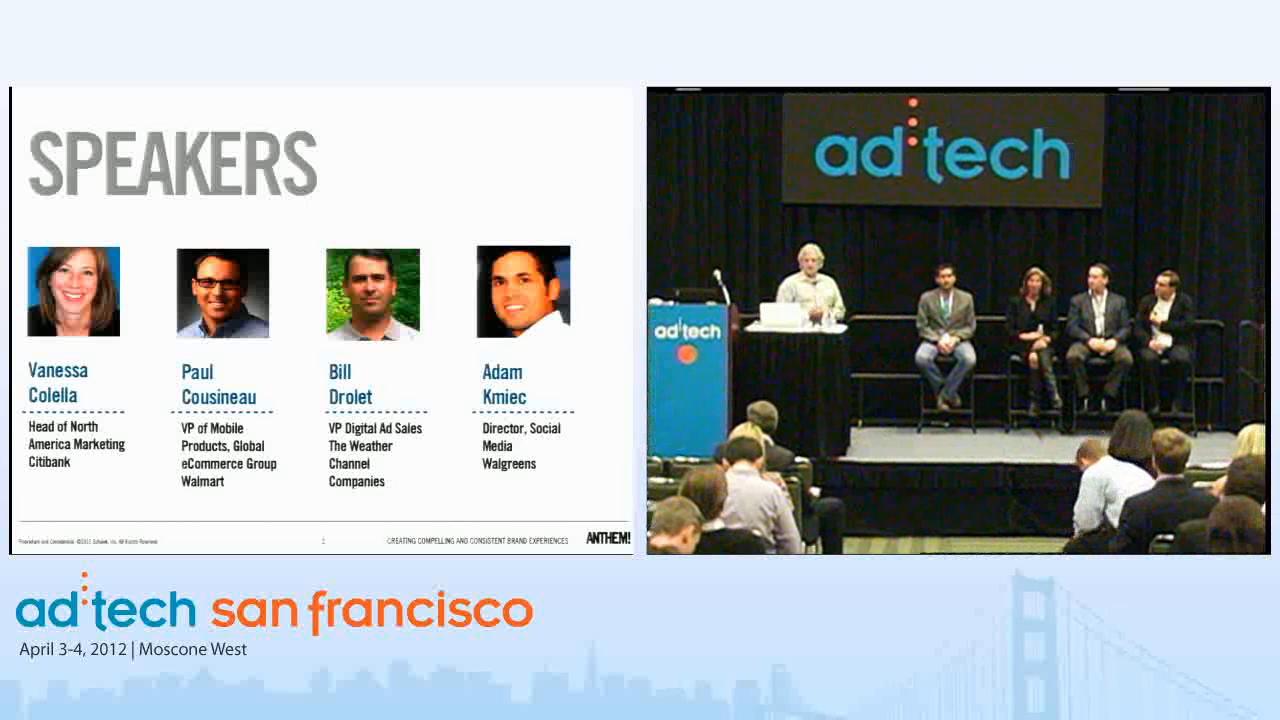 SPEAKERS
Vanessa
Colella
Head of North
America Marketing
Citibank
Paul
Cousineau
VP of Mobile
Products, Global
eCommerce Group
Walmart
Bill
Drolet
VP Digital Ad Sales
The Weather
Channel
Companies
Adam
Kmiec
Director, Social
Media
Walgreens
CREATING COMPELLING AND CONSISTENT BRAND EXPERIENCES
ANTHEM!
ad:tech
ad:tech
ad:tech san francisco
April 3-4, 2012 | Moscone West